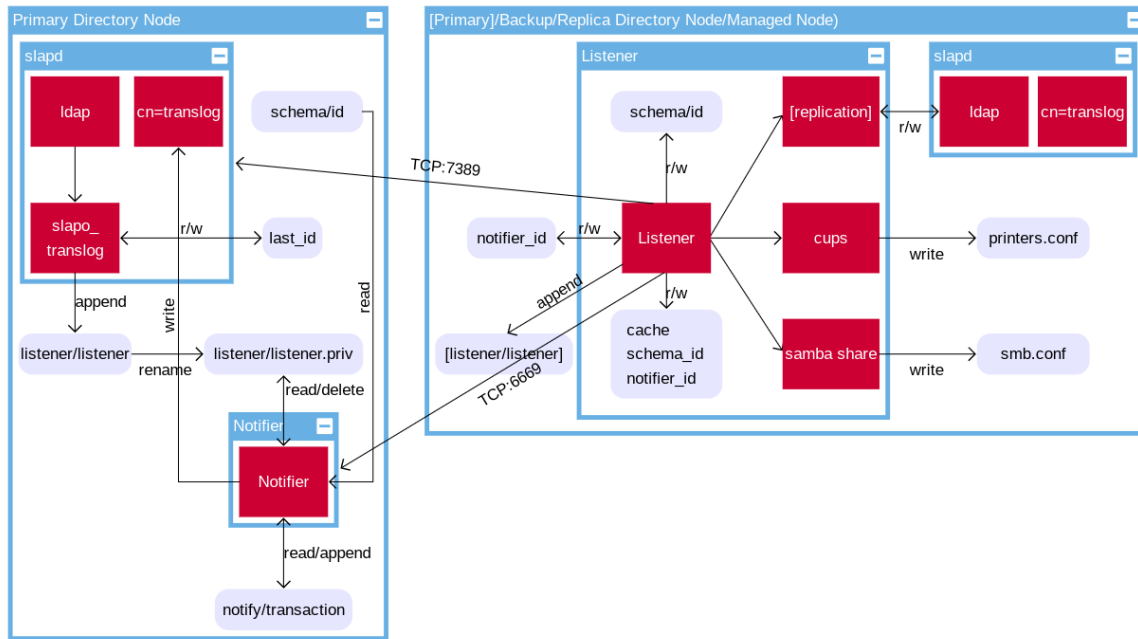 Primary Directory Node
slapd
ldap
cn=translog
schema/id
slapo_
translog
r/w
last_id
append
write
read
listener/listener
rename
listener/listener.priv
read/delete
Notifier
Notifier
read/append
notify/transaction
TCP:7389
TCP:6669
[Primary]/Backup/Replica Directory Node/Managed Node)
Listener
schema/id
r/w
notifier_id
r/w
Listener
append
r/w
[listener/listener]
cache
schema_id
notifier_id
[replication]
r/w
slapd
ldap
cn=translog
cups
write
printers.conf
samba share
write
smb.conf